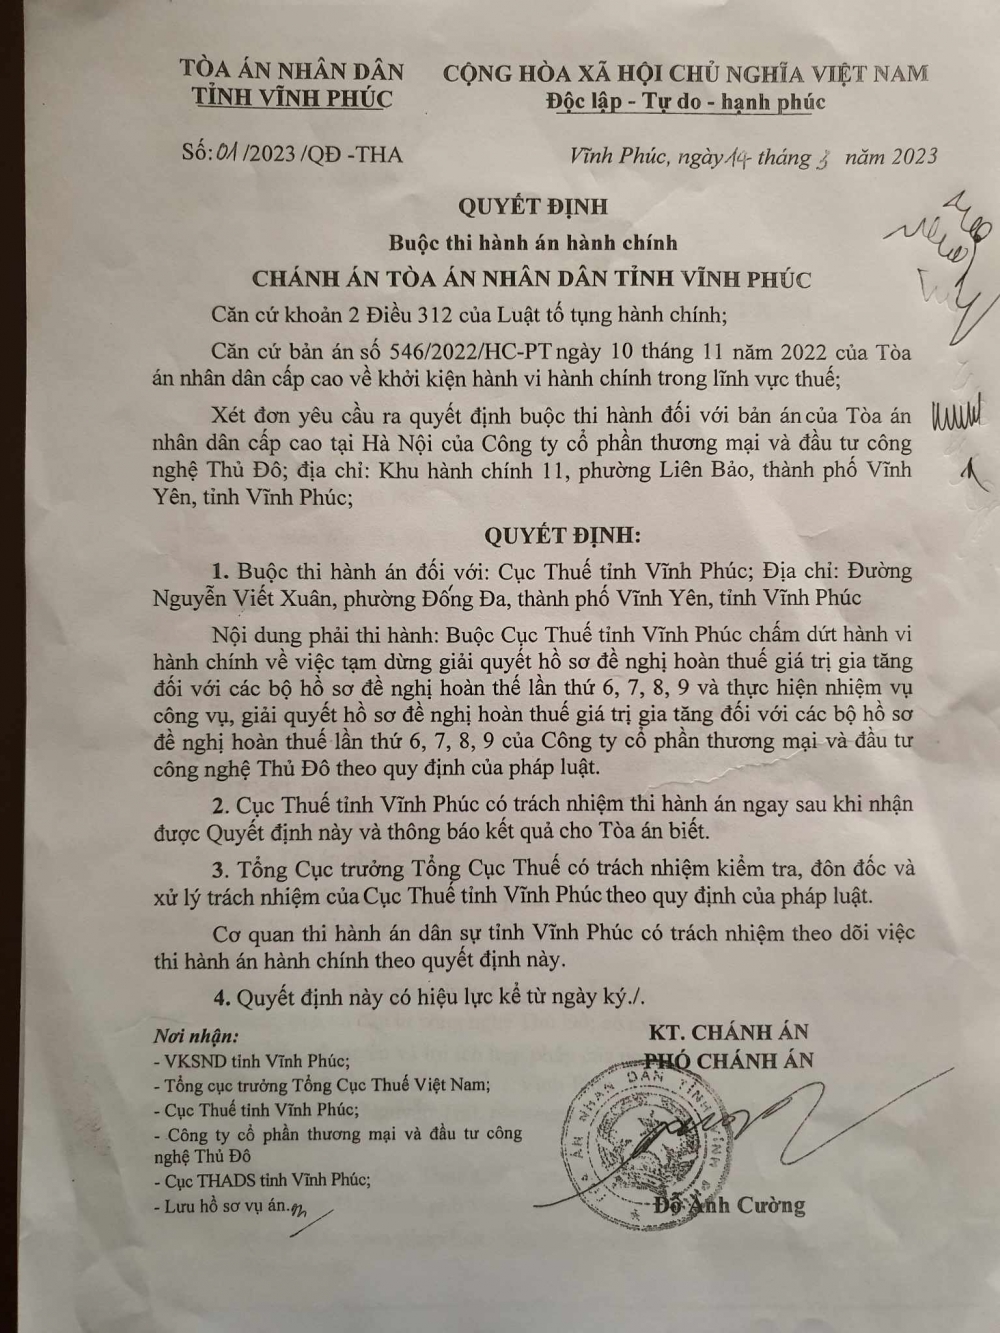 TÒA ÁN NHÂN DÂN
TỈNH VĨNH PHÚC
CỘNG HÒA XÃ HỘI CHỦ NGHĨA VIỆT NAM
Độc lập - Tự do - hạnh phúc
Số: 01 /2023 /QĐ -THA
Vĩnh Phúc, ngày 14 tháng 3 năm 2023
QUYẾT ĐỊNH
Buộc thi hành án hành chính
CHÁNH ÁN TÒA ÁN NHÂN DÂN TỈNH VĨNH PHÚC
Căn cứ khoản 2 Điều 312 của Luật tố tụng hành chính;
Căn cứ bản án số 546/2022/HC-PT ngày 10 tháng 11 năm 2022 của Tòa
án nhân dân cấp cao về khởi kiện hành vi hành chính trong lĩnh vực thuế;
Xét đơn yêu cầu ra quyết định buộc thi hành đối với bản án của Tòa án
nhân dân cấp cao tại Hà Nội của Công ty cổ phần thương mại và đầu tư công
nghệ Thủ Đô; địa chỉ: Khu hành chính 11, phường Liên Bảo, thành phố Vĩnh
Yên, tỉnh Vĩnh Phúc;
QUYẾT ĐỊNH:
1. Buộc thi hành án đối với: Cục Thuế tỉnh Vĩnh Phúc; Địa chỉ: Đường
Nguyễn Viết Xuân, phường Đống Đa, thành phố Vĩnh Yên, tỉnh Vĩnh Phúc
Nội dung phải thi hành: Buộc Cục Thuế tỉnh Vĩnh Phúc chấm dứt hành vi
hành chính về việc tạm dừng giải quyết hồ sơ đề nghị hoàn thuế giá trị gia tăng
đối với các bộ hồ sơ đề nghị hoàn thế lần thứ 6, 7, 8, 9 và thực hiện nhiệm vụ
công vụ, giải quyết hồ sơ đề nghị hoàn thuế giá trị gia tăng đối với các bộ hồ sơ
đề nghị hoàn thuế lần thứ 6, 7, 8, 9 của Công ty cổ phần thương mại và đầu tư
công nghệ Thủ Đô theo quy định của pháp luật.
2. Cục Thuế tỉnh Vĩnh Phúc có trách nhiệm thi hành án ngay sau khi nhận
được Quyết định này và thông báo kết quả cho Tòa án biết.
3. Tổng Cục trưởng Tổng Cục Thuế có trách nhiệm kiểm tra, đôn đốc và
xử lý trách nhiệm của Cục Thuế tỉnh Vĩnh Phúc theo quy định của pháp luật.
Cơ quan thi hành án dân sự tỉnh Vĩnh Phúc có trách nhiệm theo dõi việc
thi hành án hành chính theo quyết định này.
4. Quyết định này có hiệu lực kể từ ngày ký./.
Nơi nhận:
- VKSND tỉnh Vĩnh Phúc;
- Tổng cục trưởng Tổng Cục Thuế Việt Nam;
- Cục Thuế tỉnh Vĩnh Phúc;
- Công ty cổ phần thương mại và đầu tư công
nghệ Thủ Đô
- Cục THADS tỉnh Vĩnh Phúc;
- Lưu hồ sơ vụ án.
KT. CHÁNH ÁN
PHÓ CHÁNH ÁN
ÁN NHÂN DÂN TỈNH VĨNH
Đỗ Anh Cường